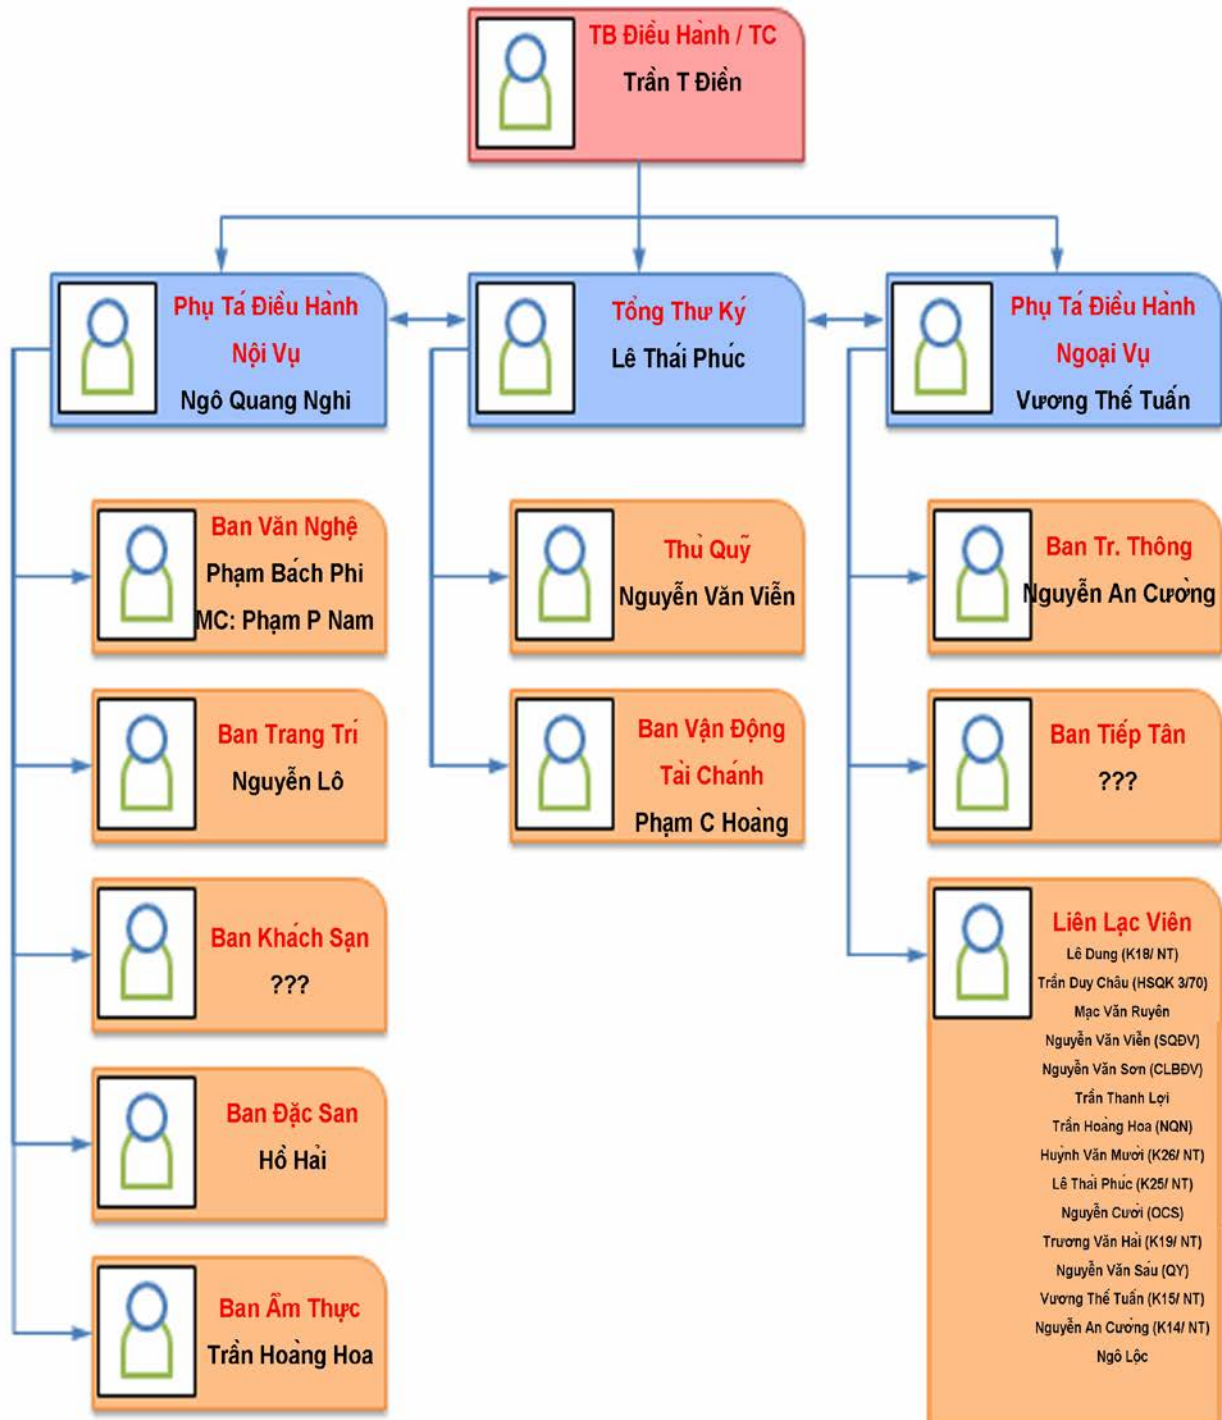 TB Điều Hành / TC
Trần T Điền
Phụ Tá Điều Hành
Nội Vụ
Ngô Quang Nghi
Tổng Thư Ký
Lê Thái Phúc
Phụ Tá Điều Hành
Ngoại Vụ
Vương Thế Tuấn
Ban Văn Nghệ
Phạm Bách Phi
MC: Phạm P Nam
Ban Trang Trí
Nguyễn Lô
Ban Khách Sạn
???
Ban Đặc San
Hồ Hải
Ban Ẩm Thực
Trần Hoàng Hoa
Thủ Quỹ
Nguyễn Văn Viễn
Ban Vận Động
Tài Chánh
Phạm C Hoàng
Ban Tr. Thông
Nguyễn An Cường
Ban Tiếp Tân
???
Liên Lạc Viên
Lê Dung (K18/ NT)
Trần Duy Châu (HSQK 3/70)
Mạc Văn Ruyên
Nguyễn Văn Viễn (SQĐV)
Nguyễn Văn Sơn (CLBĐV)
Trần Thanh Lợi
Trần Hoàng Hoa (NQN)
Huỳnh Văn Mười (K26/ NT)
Lê Thái Phúc (K25/ NT)
Nguyễn Cưởi (OCS)
Trương Văn Hải (K19/ NT)
Nguyễn Văn Sáu (QY)
Vương Thế Tuấn (K15/ NT)
Nguyễn An Cường (K14/ NT)
Ngô Lộc